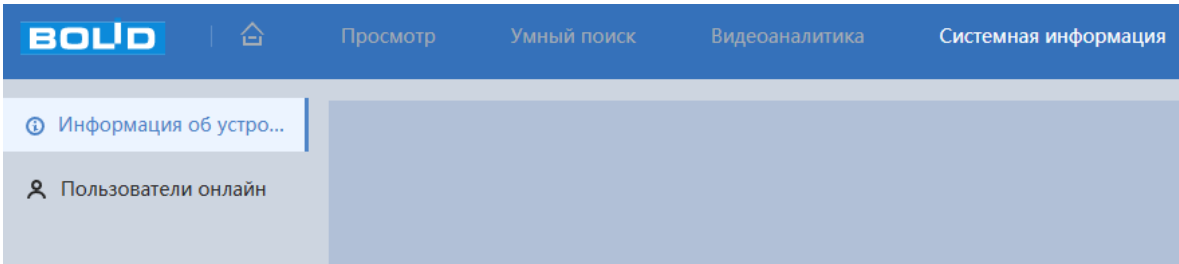 BOLID
Просмотр
Умный поиск
Видеоаналитика
Системная информация
Информация об устро...
Пользователи онлайн